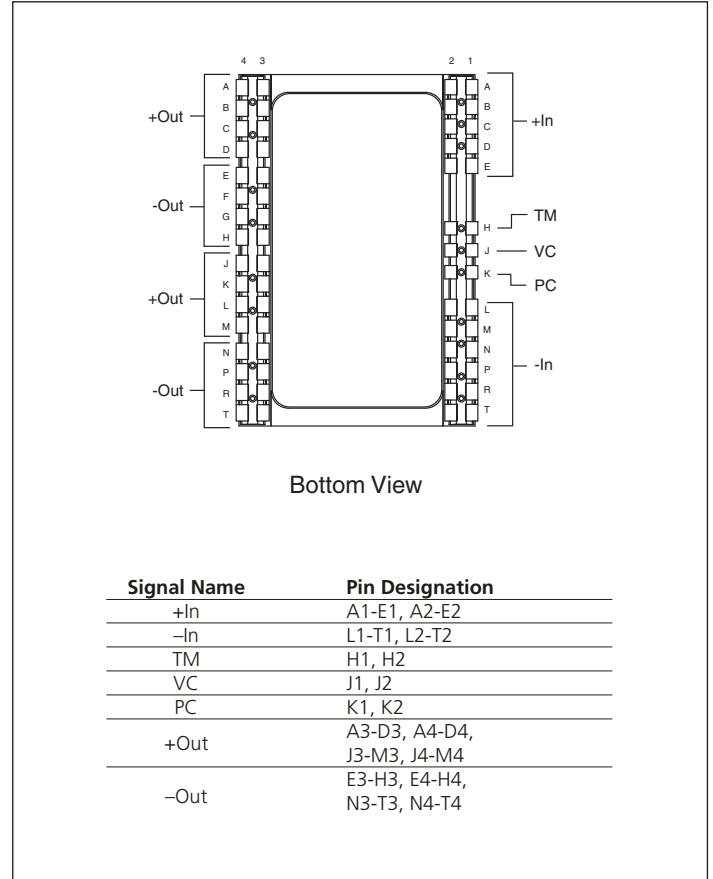 4 3
2 1
A
B
C
D
E
F
G
H
J
K
L
M
N
P
R
T
+Out
-Out
+Out
-Out
A
B
C
D
E
H
J
K
L
M
N
P
R
T
+In
TM
VC
PC
-In
Bottom View
Signal Name Pin Designation
+In A1-E1, A2-E2
–In L1-T1, L2-T2
TM H1, H2
VC J1, J2
PC K1, K2
+Out A3-D3, A4-D4,
J3-M3, J4-M4
–Out E3-H3, E4-H4,
N3-T3, N4-T4